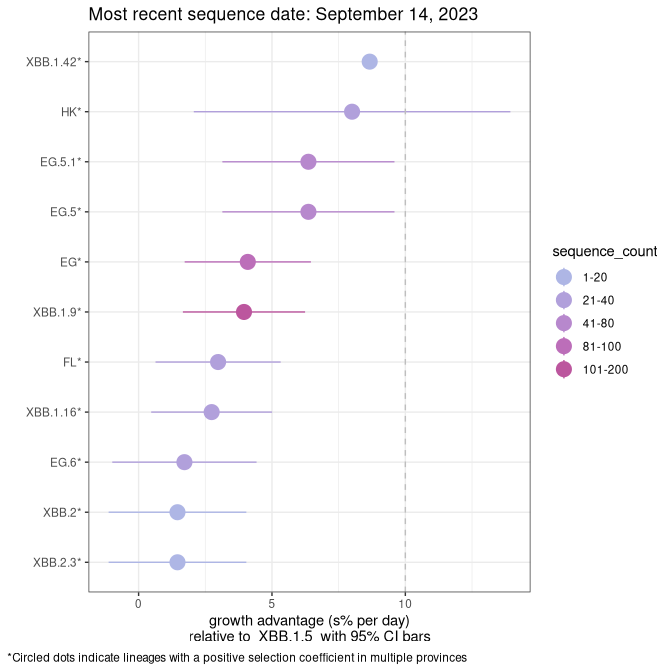 Most recent sequence date: September 14, 2023
XBB.1.42*
HK*
EG.5.1*
EG.5*
EG*
XBB.1.9*
FL*
XBB.1.16*
EG.6*
XBB.2*
XBB.2.3*
0 5 10
growth advantage (s% per day)
relative to  XBB.1.5  with 95% CI bars
sequence_count
1-20
21-40
41-80
81-100
101-200
*Circled dots indicate lineages with a positive selection coefficient in multiple provinces